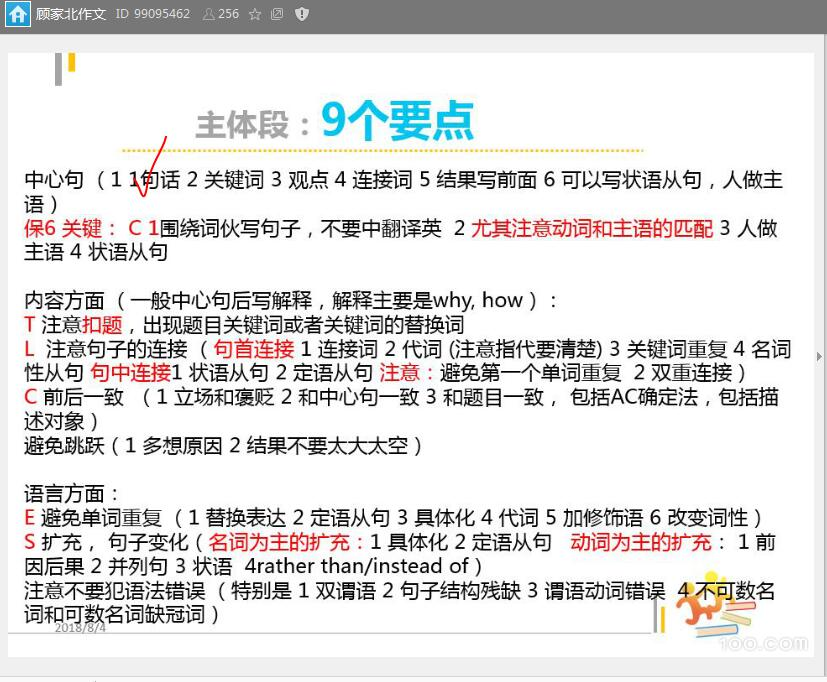 顾家北作文 ID 99095462 256
主体段：9个要点
中心句 （1 1句话 2 关键词 3 观点 4 连接词 5 结果写前面 6 可以写状语从句，人做主
语）
保6 关键： C 1围绕词伙写句子，不要中翻译英 2 尤其注意动词和主语的匹配 3 人做
主语 4 状语从句
内容方面 （ 一般中心句后写解释，解释主要是why, how ）：
T 注意扣题，出现题目关键词或者关键词的替换词
L 注意句子的连接 （ 句首连接 1 连接词 2 代词 (注意指代要清楚) 3 关键词重复 4 名词
性从句 句中连接1 状语从句 2 定语从句 注意：避免第一个单词重复 2 双重连接 ）
C 前后一致 （ 1 立场和褒贬 2 和中心句一致 3 和题目一致 ， 包括AC确定法，包括描
述对象 ）
避免跳跃（ 1 多想原因 2 结果不要太大太空 ）
语言方面：
E 避免单词重复 （ 1 替换表达 2 定语从句 3 具体化 4 代词 5 加修饰语 6 改变词性 ）
S 扩充 ， 句子变化（ 名词为主的扩充：1 具体化 2 定语从句 动词为主的扩充： 1 前
因后果 2 并列句 3 状语 4rather than/instead of ）
注意不要犯语法错误 （ 特别是 1 双谓语 2 句子结构残缺 3 谓语动词错误 4 不可数名
词和可数名词缺冠词 ）
2018/8/4
100.com